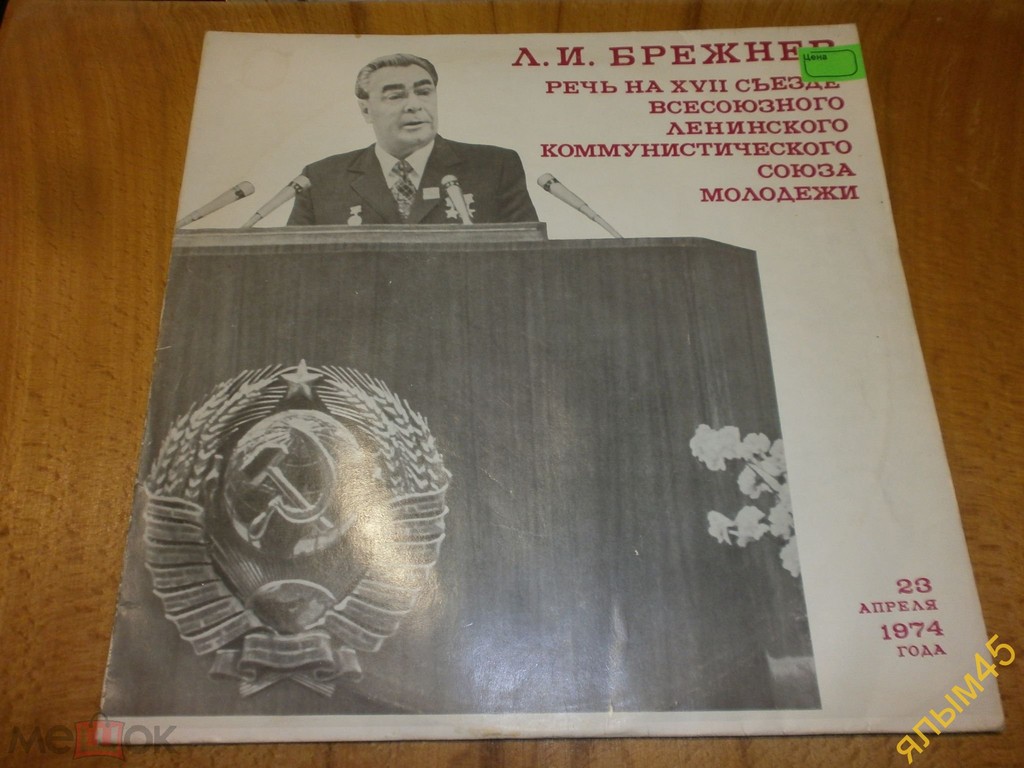 Л.И. БРЕЖНЕВ
Цена
РЕЧЬ НА XVII СЪЕЗДЕ
ВСЕСОЮЗНОГО
ЛЕНИНСКОГО
КОММУНИСТИЧЕСКОГО
СОЮЗА
МОЛОДЕЖИ
23
АПРЕЛЯ
1974
ГОДА
ялым45
мешок